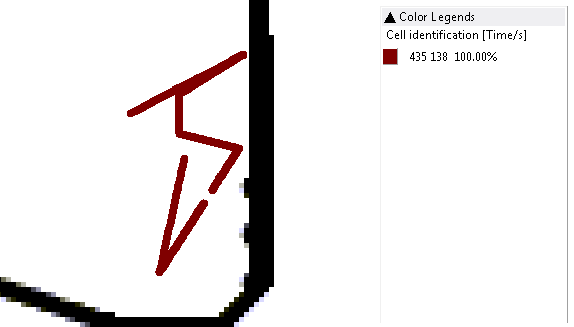 ▲ Color Legends
Cell identification [Time/s]
435 138 100.00%